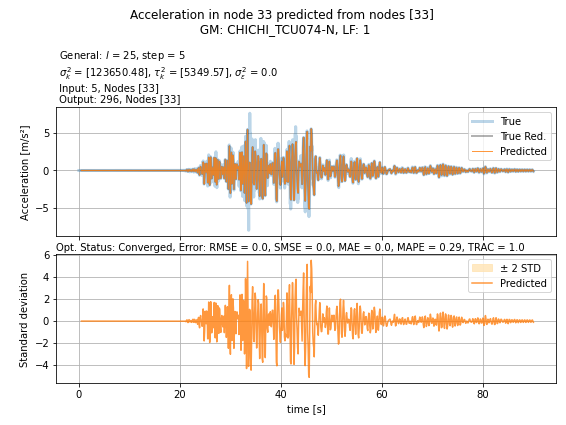 Acceleration in node 33 predicted from nodes [33]
GM: CHICHI_TCU074-N, LF: 1
General: l = 25, step = 5
σ²ₖ = [123650.48], τ²ₖ = [5349.57], σ²_ε = 0.0
Input: 5, Nodes [33]
Output: 296, Nodes [33]
True
True Red.
Predicted
Acceleration [m/s²]
5
0
−5
Opt. Status: Converged, Error: RMSE = 0.0, SMSE = 0.0, MAE = 0.0, MAPE = 0.29, TRAC = 1.0
± 2 STD
Predicted
Standard deviation
6
4
2
0
−2
−4
0 20 40 60 80
time [s]